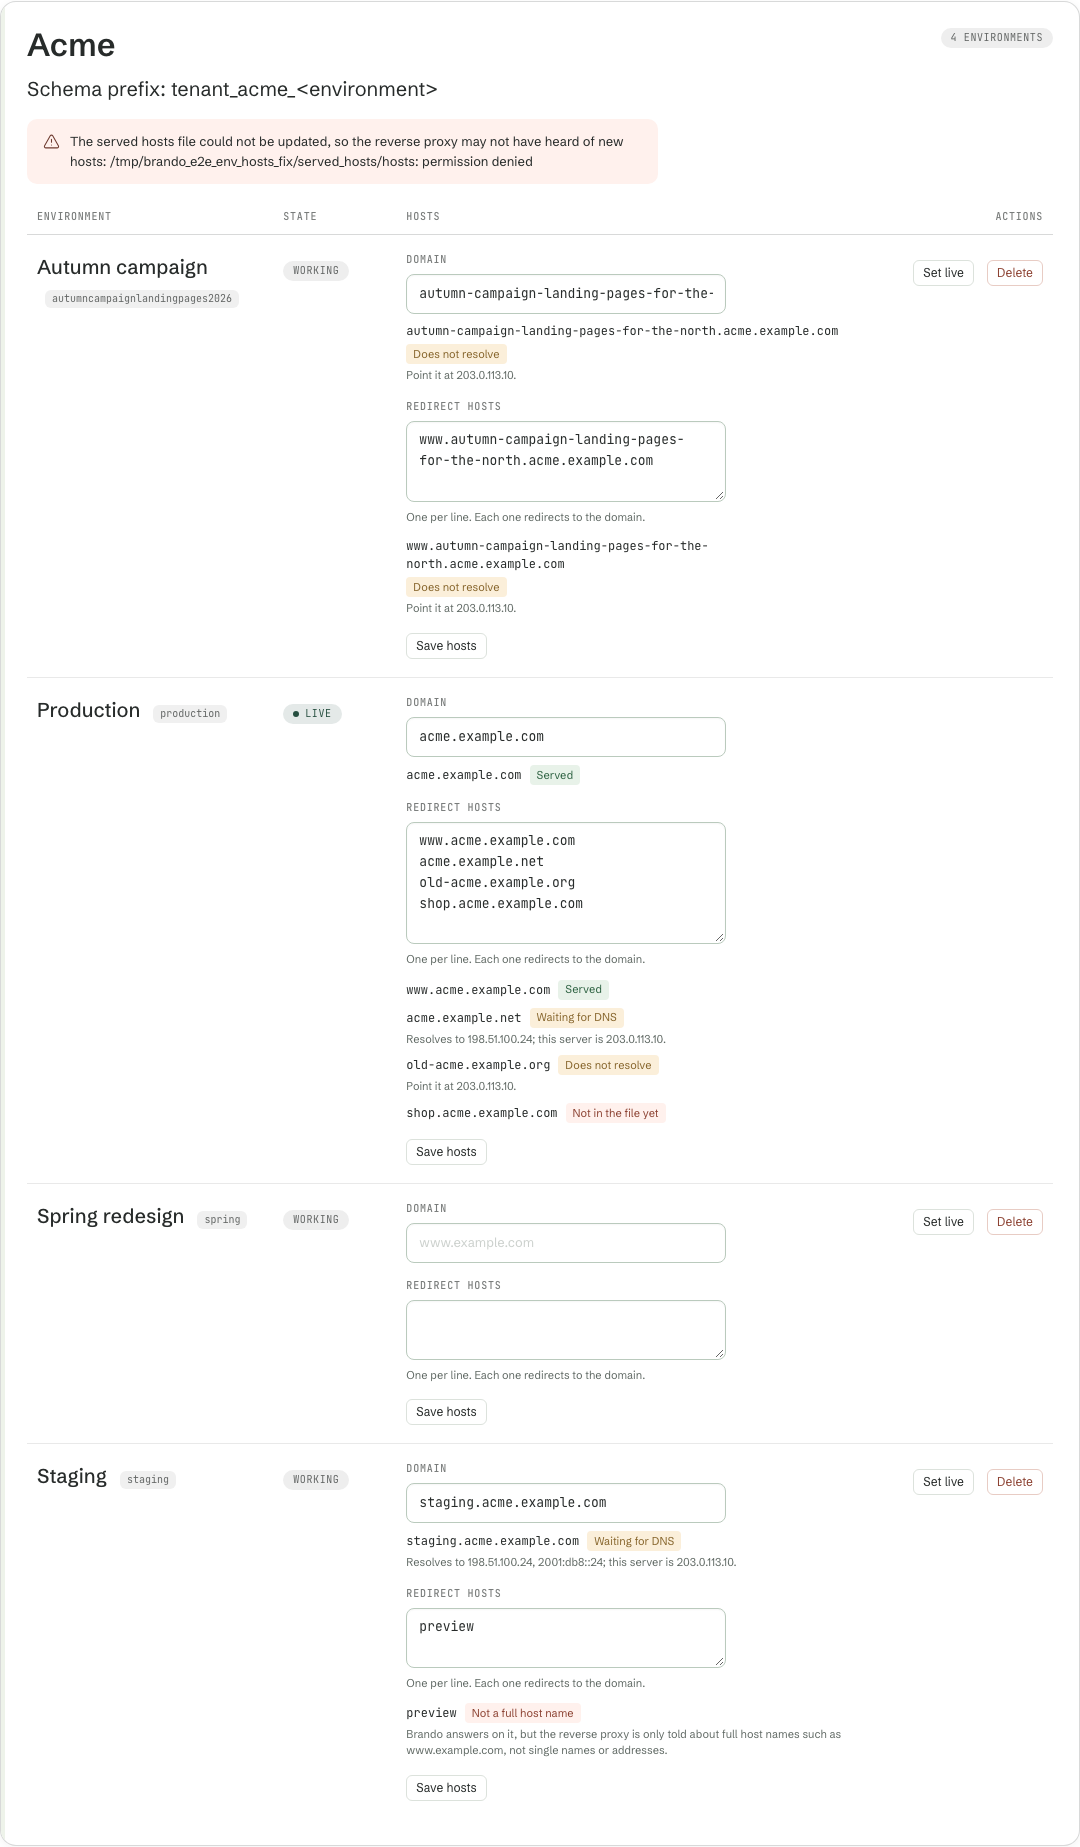 Acme
4 ENVIRONMENTS
Schema prefix: tenant_acme_<environment>
The served hosts file could not be updated, so the reverse proxy may not have heard of new
hosts: /tmp/brando_e2e_env_hosts_fix/served_hosts/hosts: permission denied
ENVIRONMENT STATE HOSTS ACTIONS
Autumn campaign
autumncampaignlandingpages2026
WORKING
DOMAIN
autumn-campaign-landing-pages-for-the-
Set live Delete
autumn-campaign-landing-pages-for-the-north.acme.example.com
Does not resolve
Point it at 203.0.113.10.
REDIRECT HOSTS
www.autumn-campaign-landing-pages-
for-the-north.acme.example.com
One per line. Each one redirects to the domain.
www.autumn-campaign-landing-pages-for-the-
north.acme.example.com
Does not resolve
Point it at 203.0.113.10.
Save hosts
Production production
LIVE
DOMAIN
acme.example.com
acme.example.com Served
REDIRECT HOSTS
www.acme.example.com
acme.example.net
old-acme.example.org
shop.acme.example.com
One per line. Each one redirects to the domain.
www.acme.example.com Served
acme.example.net Waiting for DNS
Resolves to 198.51.100.24; this server is 203.0.113.10.
old-acme.example.org Does not resolve
Point it at 203.0.113.10.
shop.acme.example.com Not in the file yet
Save hosts
Spring redesign spring
WORKING
DOMAIN
www.example.com
Set live Delete
REDIRECT HOSTS
One per line. Each one redirects to the domain.
Save hosts
Staging staging
WORKING
DOMAIN
staging.acme.example.com
Set live Delete
staging.acme.example.com Waiting for DNS
Resolves to 198.51.100.24, 2001:db8::24; this server is 203.0.113.10.
REDIRECT HOSTS
preview
One per line. Each one redirects to the domain.
preview Not a full host name
Brando answers on it, but the reverse proxy is only told about full host names such as
www.example.com, not single names or addresses.
Save hosts